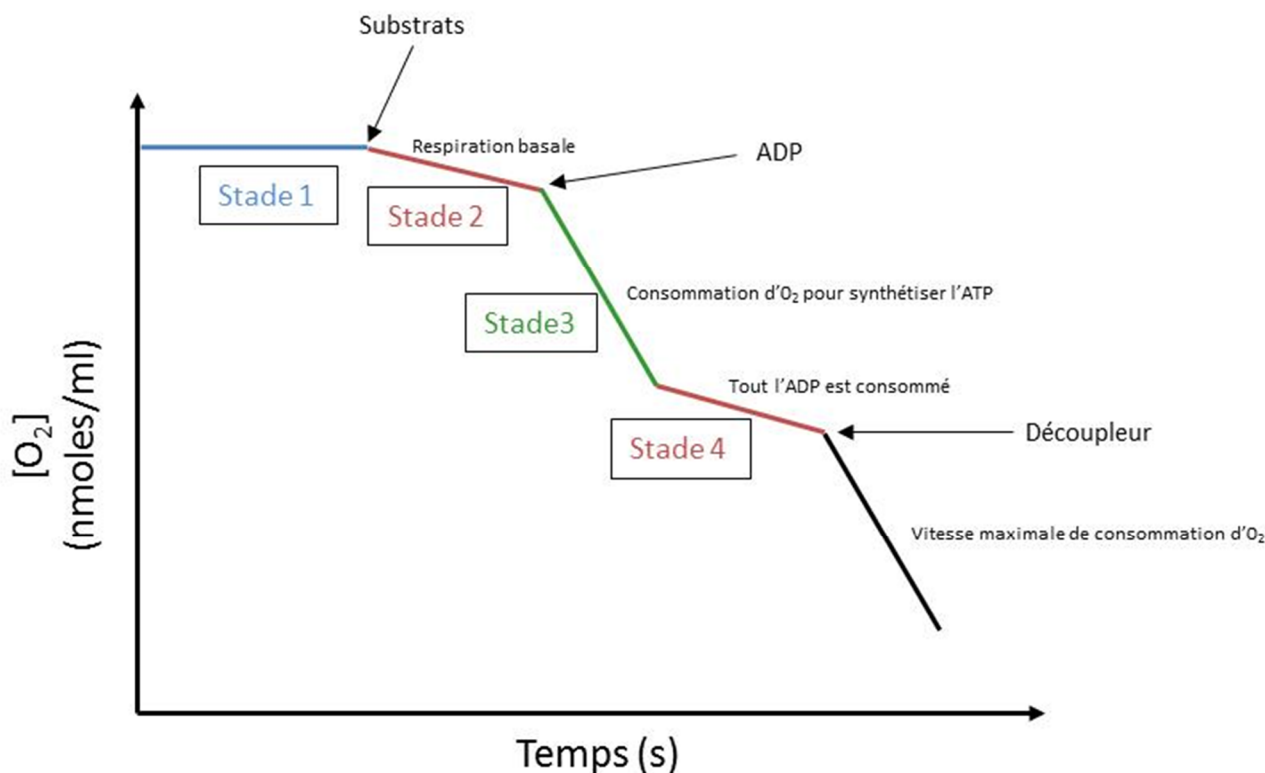 Substrats
Respiration basale
ADP
Stade 1
Stade 2
Consommation d'O₂ pour synthétiser l'ATP
Stade3
Tout l'ADP est consommé
Découpleur
Stade 4
[O₂]
(nmoles/ml)
Vitesse maximale de consommation d'O₂
Temps (s)